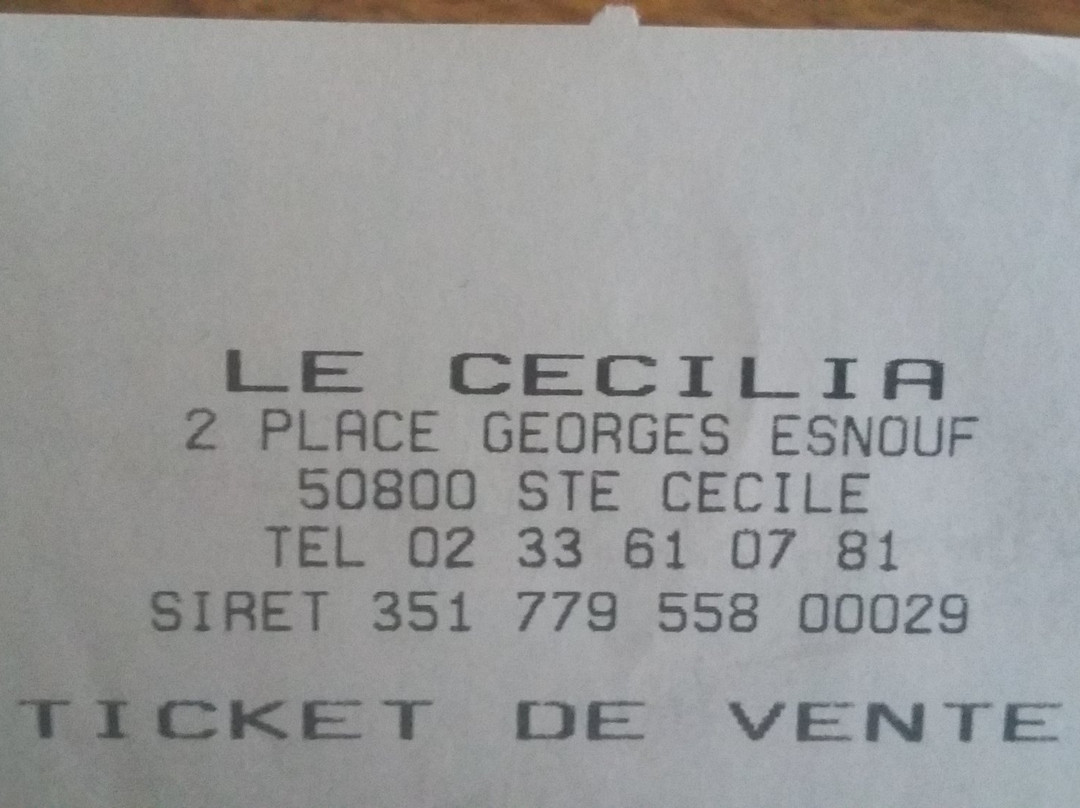 LE CECILIA
2 PLACE GEORGES ESNOUF
50800 STE CECILE
TEL 02 33 61 07 81
SIRET 351 779 558 00029
TICKET DE VENTE